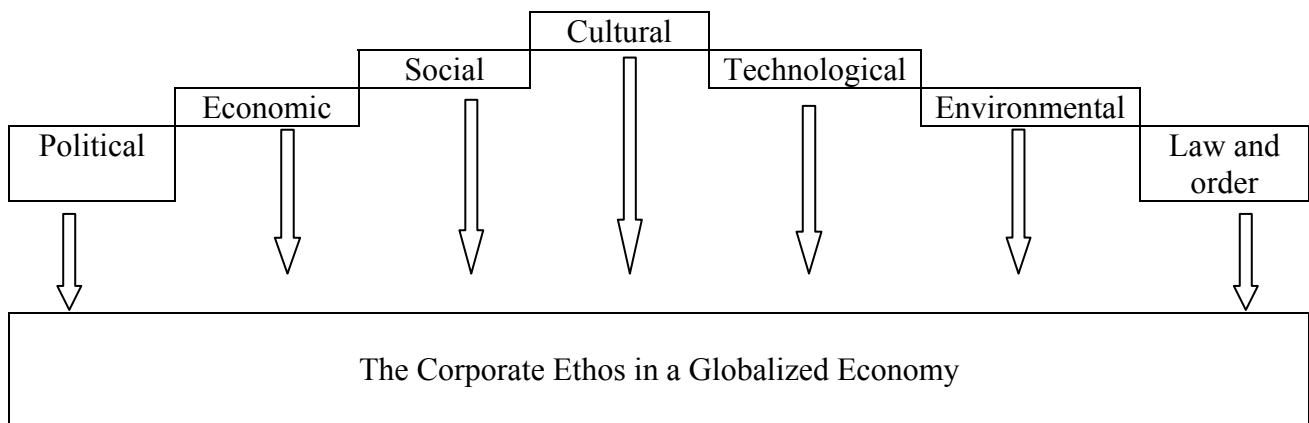 Cultural
Social
Technological
Economic
Environmental
Political
Law and
order
The Corporate Ethos in a Globalized Economy